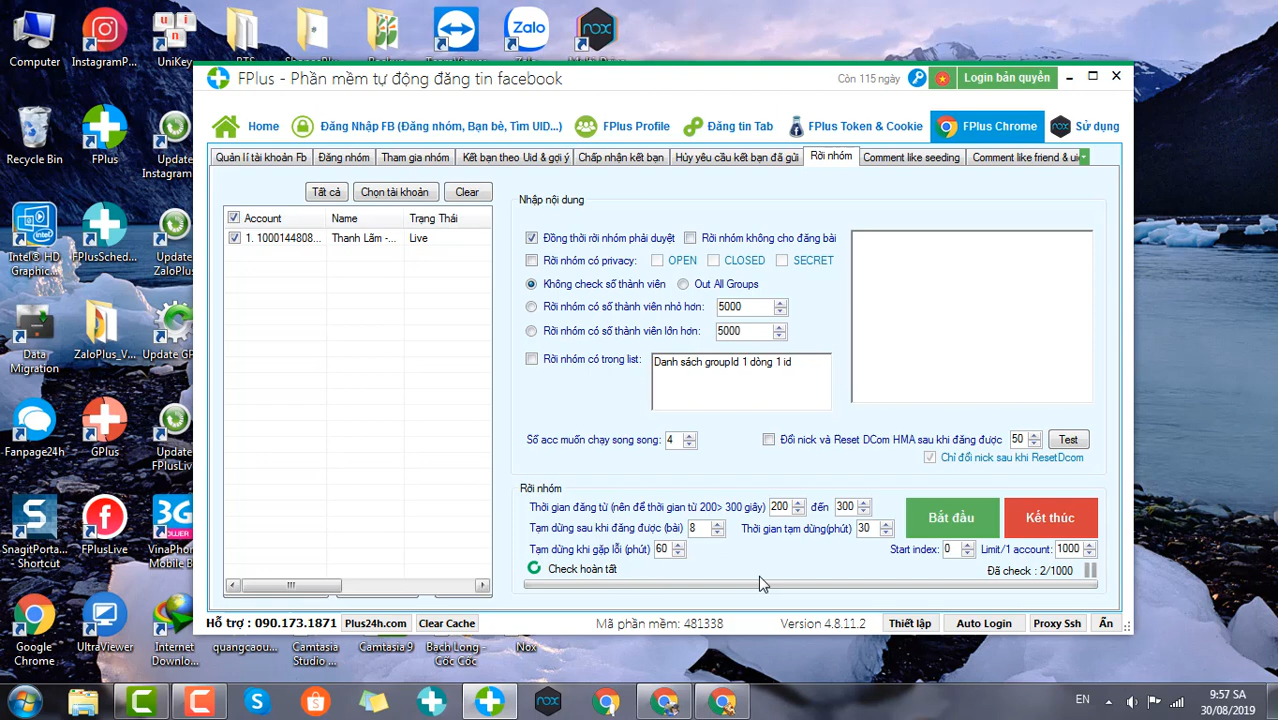 Computer
InstagramP...
UniKey
Zalo
nox
FPlus - Phần mềm tự động đăng tin facebook
Còn 115 ngày
Login bản quyền
Home
Đăng Nhập FB (Đăng nhóm, Bạn bè, Tìm UID...)
FPlus Profile
Đăng tin Tab
FPlus Token & Cookie
FPlus Chrome
Sử dụng
Quản lí tài khoản Fb
Đăng nhóm
Tham gia nhóm
Kết bạn theo Uid & gợi ý
Chấp nhận kết bạn
Hủy yêu cầu kết bạn đã gửi
Rời nhóm
Comment like seeding
Comment like friend & ui
Recycle Bin
FPlus
Update
Instagram
Tất cả
Chọn tài khoản
Clear
Account
Name
Trạng Thái
1. 1000144808...
Thanh Lãm -...
Live
Nhập nội dung
Đồng thời rời nhóm phải duyệt
Rời nhóm không cho đăng bài
Rời nhóm có privacy:
OPEN
CLOSED
SECRET
Không check số thành viên
Out All Groups
Rời nhóm có số thành viên nhỏ hơn:
5000
Rời nhóm có số thành viên lớn hơn:
5000
Rời nhóm có trong list:
Danh sách groupId 1 dòng 1 id
Intel® HD
Graphic...
FPlusSched...
Update
ZaloPlus
Data
Migration
ZaloPlus_V...
Update GP
Số acc muốn chạy song song:
4
Đổi nick và Reset DCom HMA sau khi đăng được
50
Test
Chỉ đổi nick sau khi ResetDcom
Fanpage24h
GPlus
Update
FPlusLive
Rời nhóm
Thời gian đăng từ (nên để thời gian từ 200> 300 giây)
200
đến
300
Tạm dừng sau khi đăng được (bài)
8
Thời gian tạm dừng(phút)
30
Tạm dừng khi gặp lỗi (phút)
60
Bắt đầu
Kết thúc
Start index:
0
Limit/1 account:
1000
Check hoàn tất
Đã check : 2/1000
3G
SnagitPorta...
- Shortcut
FPlusLive
VinaPhon
Hỗ trợ : 090.173.1871
Plus24h.com
Clear Cache
Mã phần mềm: 481338
Version 4.8.11.2
Thiết lập
Auto Login
Proxy Ssh
Ẩn
Google
Chrome
UltraViewer
Internet
Downlo...
quangcaou...
Camtasia
Studio ...
Camtasia 9
Bach Long -
Cốc Cốc
Nox
EN
9:57 SA
30/08/2019